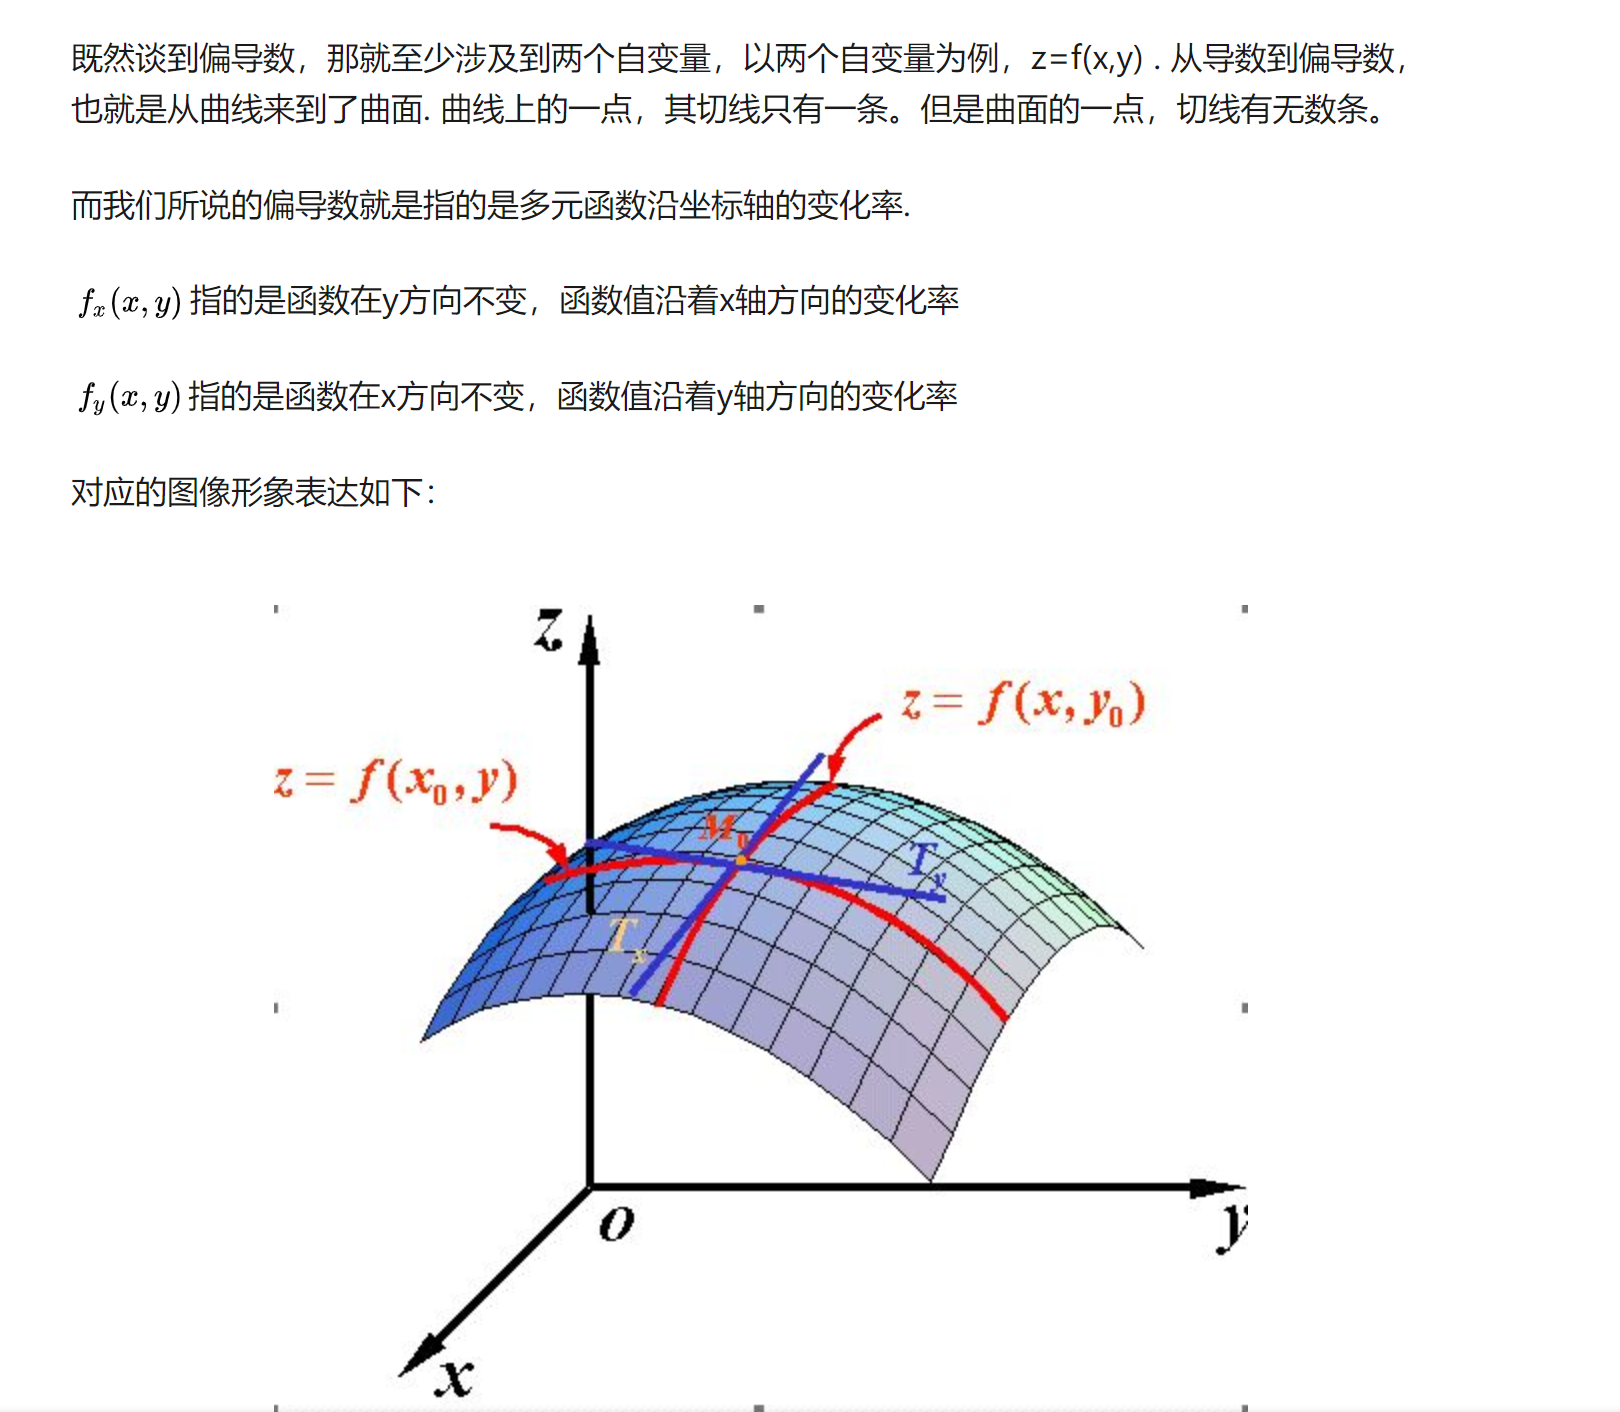 既然谈到偏导数，那就至少涉及到两个自变量，以两个自变量为例，z=f(x,y) . 从导数到偏导数，
也就是从曲线来到了曲面. 曲线上的一点，其切线只有一条。但是曲面的一点，切线有无数条。
而我们所说的偏导数就是指的是多元函数沿坐标轴的变化率.
fₓ(x, y) 指的是函数在y方向不变，函数值沿着x轴方向的变化率
f_y(x, y) 指的是函数在x方向不变，函数值沿着y轴方向的变化率
对应的图像形象表达如下：
z
z = f(x, y₀)
z = f(x₀, y)
M₀
T_y
Tₓ
o
y
x